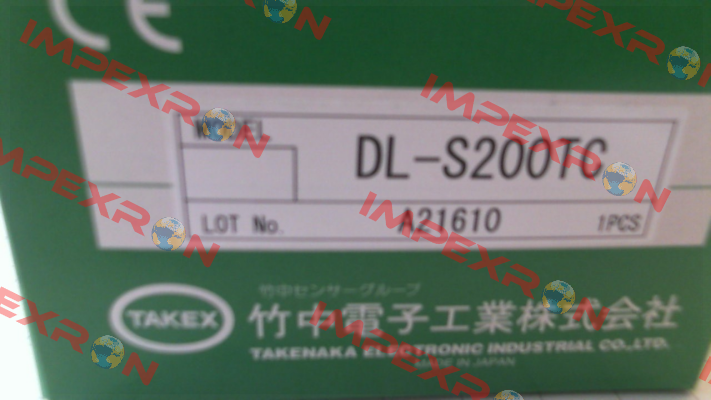 CE
MODEL
DL-S200TC
LOT No. A21610 1PCS
竹中センサーグループ
TAKEX 竹中電子工業株式会社
TAKENAKA ELECTRONIC INDUSTRIAL CO.,LTD.
MADE IN JAPAN
IMPEXRON
IMPEXRON
IMPEXRON
IMPEXRON
IMPEXRON
IMPEXRON
IMPEXRON